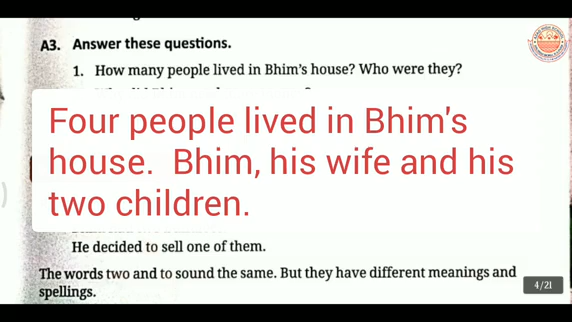 A3. Answer these questions.
1. How many people lived in Bhim's house? Who were they?
Four people lived in Bhim's
house. Bhim, his wife and his
two children.
He decided to sell one of them.
The words two and to sound the same. But they have different meanings and
spellings.
4/21